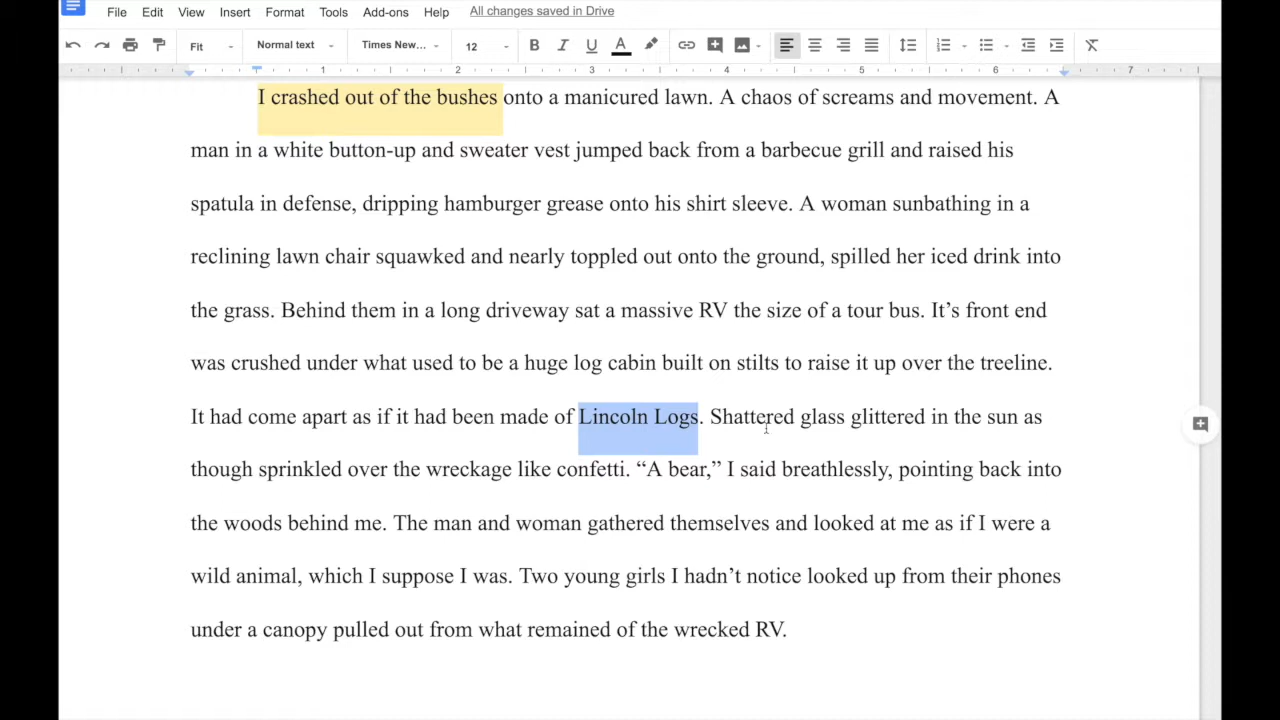 File Edit View Insert Format Tools Add-ons Help All changes saved in Drive
Fit Normal text Times New... 12 B I U A
1 2 3 4 5 6 7
I crashed out of the bushes onto a manicured lawn. A chaos of screams and movement. A
man in a white button-up and sweater vest jumped back from a barbecue grill and raised his
spatula in defense, dripping hamburger grease onto his shirt sleeve. A woman sunbathing in a
reclining lawn chair squawked and nearly toppled out onto the ground, spilled her iced drink into
the grass. Behind them in a long driveway sat a massive RV the size of a tour bus. It’s front end
was crushed under what used to be a huge log cabin built on stilts to raise it up over the treeline.
It had come apart as if it had been made of Lincoln Logs. Shattered glass glittered in the sun as
though sprinkled over the wreckage like confetti. “A bear,” I said breathlessly, pointing back into
the woods behind me. The man and woman gathered themselves and looked at me as if I were a
wild animal, which I suppose I was. Two young girls I hadn’t notice looked up from their phones
under a canopy pulled out from what remained of the wrecked RV.